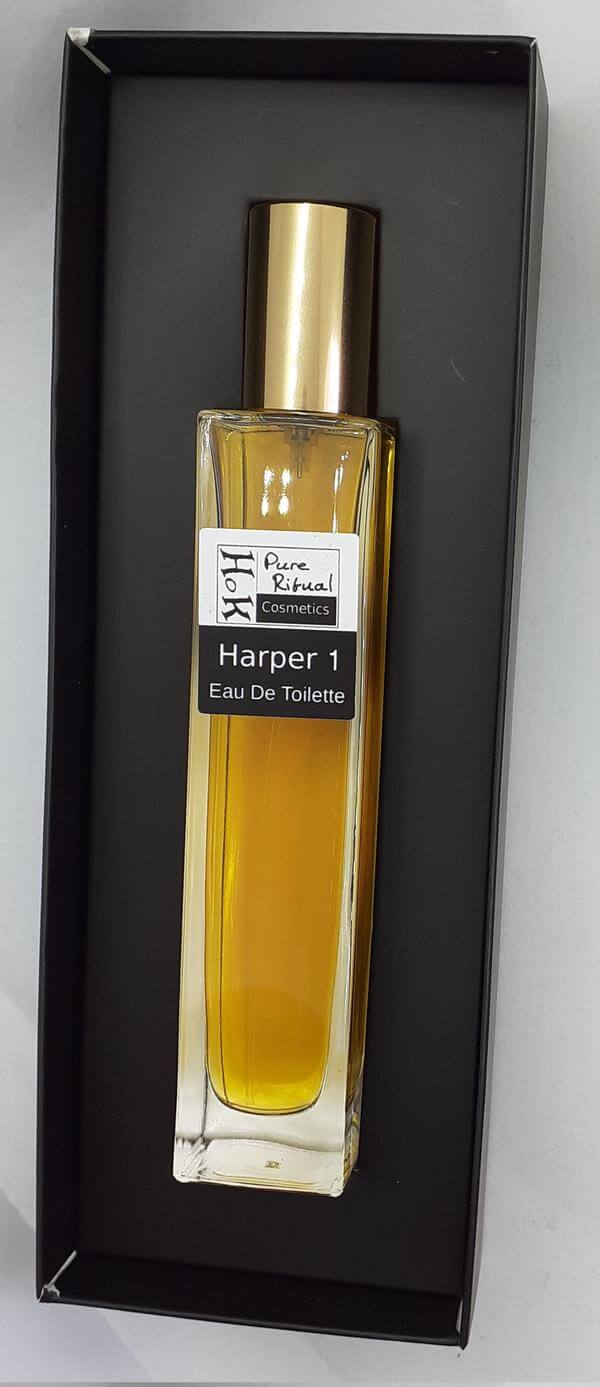 HoK
Pure
Ritual
Cosmetics
Harper 1
Eau De Toilette